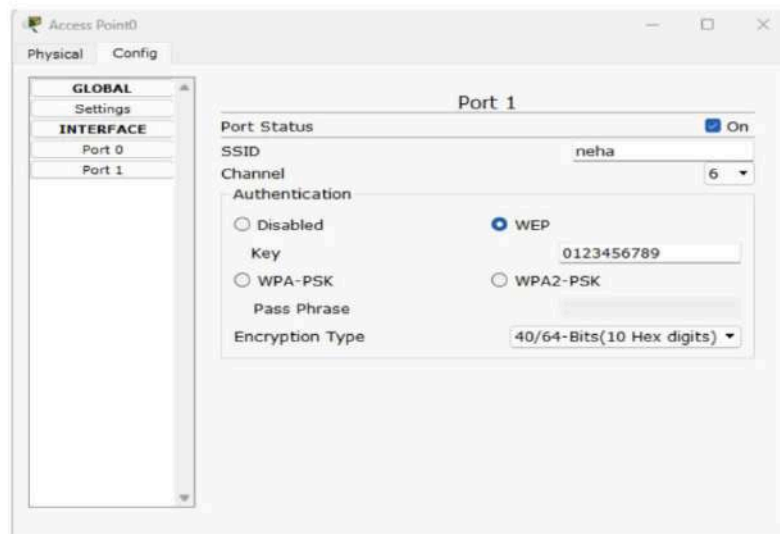 Access Point0
Physical Config
GLOBAL
Settings
INTERFACE
Port 0
Port 1
Port 1
Port Status On
SSID neha
Channel 6
Authentication
Disabled WEP
Key 0123456789
WPA-PSK WPA2-PSK
Pass Phrase
Encryption Type 40/64-Bits(10 Hex digits)